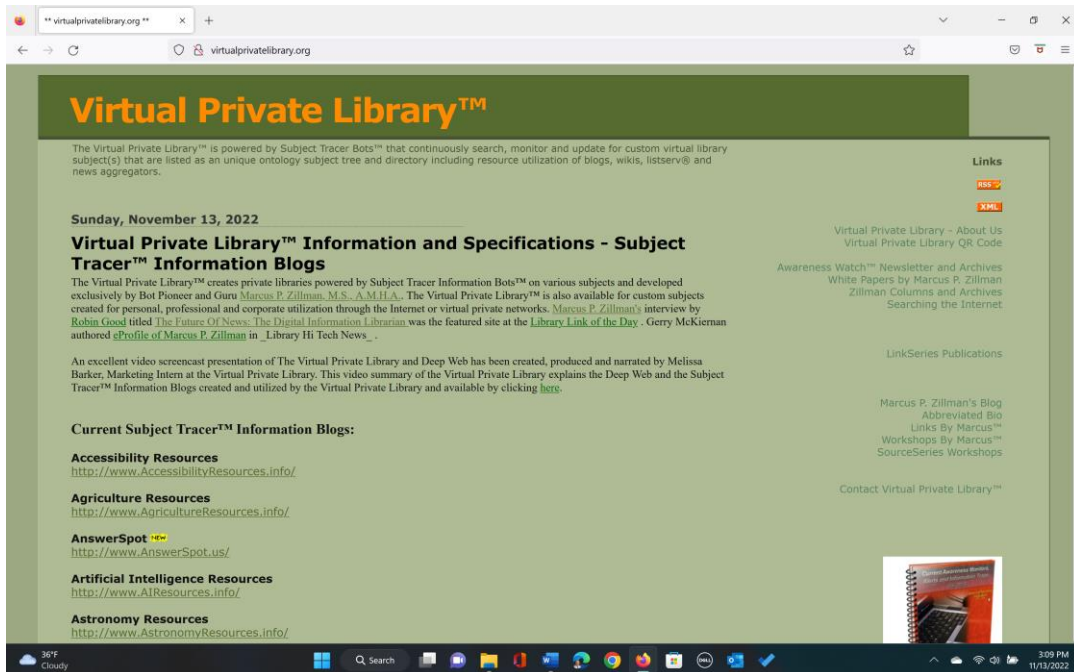 ** virtualprivatelibrary.org **
virtualprivatelibrary.org
Virtual Private Library™
The Virtual Private Library™ is powered by Subject Tracer Bots™ that continuously search, monitor and update for custom virtual library
subject(s) that are listed as an unique ontology subject tree and directory including resource utilization of blogs, wikis, listserv® and
news aggregators.
Sunday, November 13, 2022
Virtual Private Library™ Information and Specifications - Subject
Tracer™ Information Blogs
The Virtual Private Library™ creates private libraries powered by Subject Tracer Information Bots™ on various subjects and developed
exclusively by Bot Pioneer and Guru Marcus P. Zillman, M.S., A.M.H.A.. The Virtual Private Library™ is also available for custom subjects
created for personal, professional and corporate utilization through the Internet or virtual private networks. Marcus P. Zillman's interview by
Robin Good titled The Future Of News: The Digital Information Librarian was the featured site at the Library Link of the Day . Gerry McKiernan
authored eProfile of Marcus P. Zillman in _Library Hi Tech News_ .
An excellent video screencast presentation of The Virtual Private Library and Deep Web has been created, produced and narrated by Melissa
Barker, Marketing Intern at the Virtual Private Library. This video summary of the Virtual Private Library explains the Deep Web and the Subject
Tracer™ Information Blogs created and utilized by the Virtual Private Library and available by clicking here.
Current Subject Tracer™ Information Blogs:
Accessibility Resources
http://www.AccessibilityResources.info/
Agriculture Resources
http://www.AgricultureResources.info/
AnswerSpot NEW
http://www.AnswerSpot.us/
Artificial Intelligence Resources
http://www.AIResources.info/
Astronomy Resources
http://www.AstronomyResources.info/
Links
RSS
XML
Virtual Private Library - About Us
Virtual Private Library QR Code
Awareness Watch™ Newsletter and Archives
White Papers by Marcus P. Zillman
Zillman Columns and Archives
Searching the Internet
LinkSeries Publications
Marcus P. Zillman's Blog
Abbreviated Bio
Links By Marcus™
Workshops By Marcus™
SourceSeries Workshops
Contact Virtual Private Library™
36°F
Cloudy
Search
DELL
3:09 PM
11/13/2022